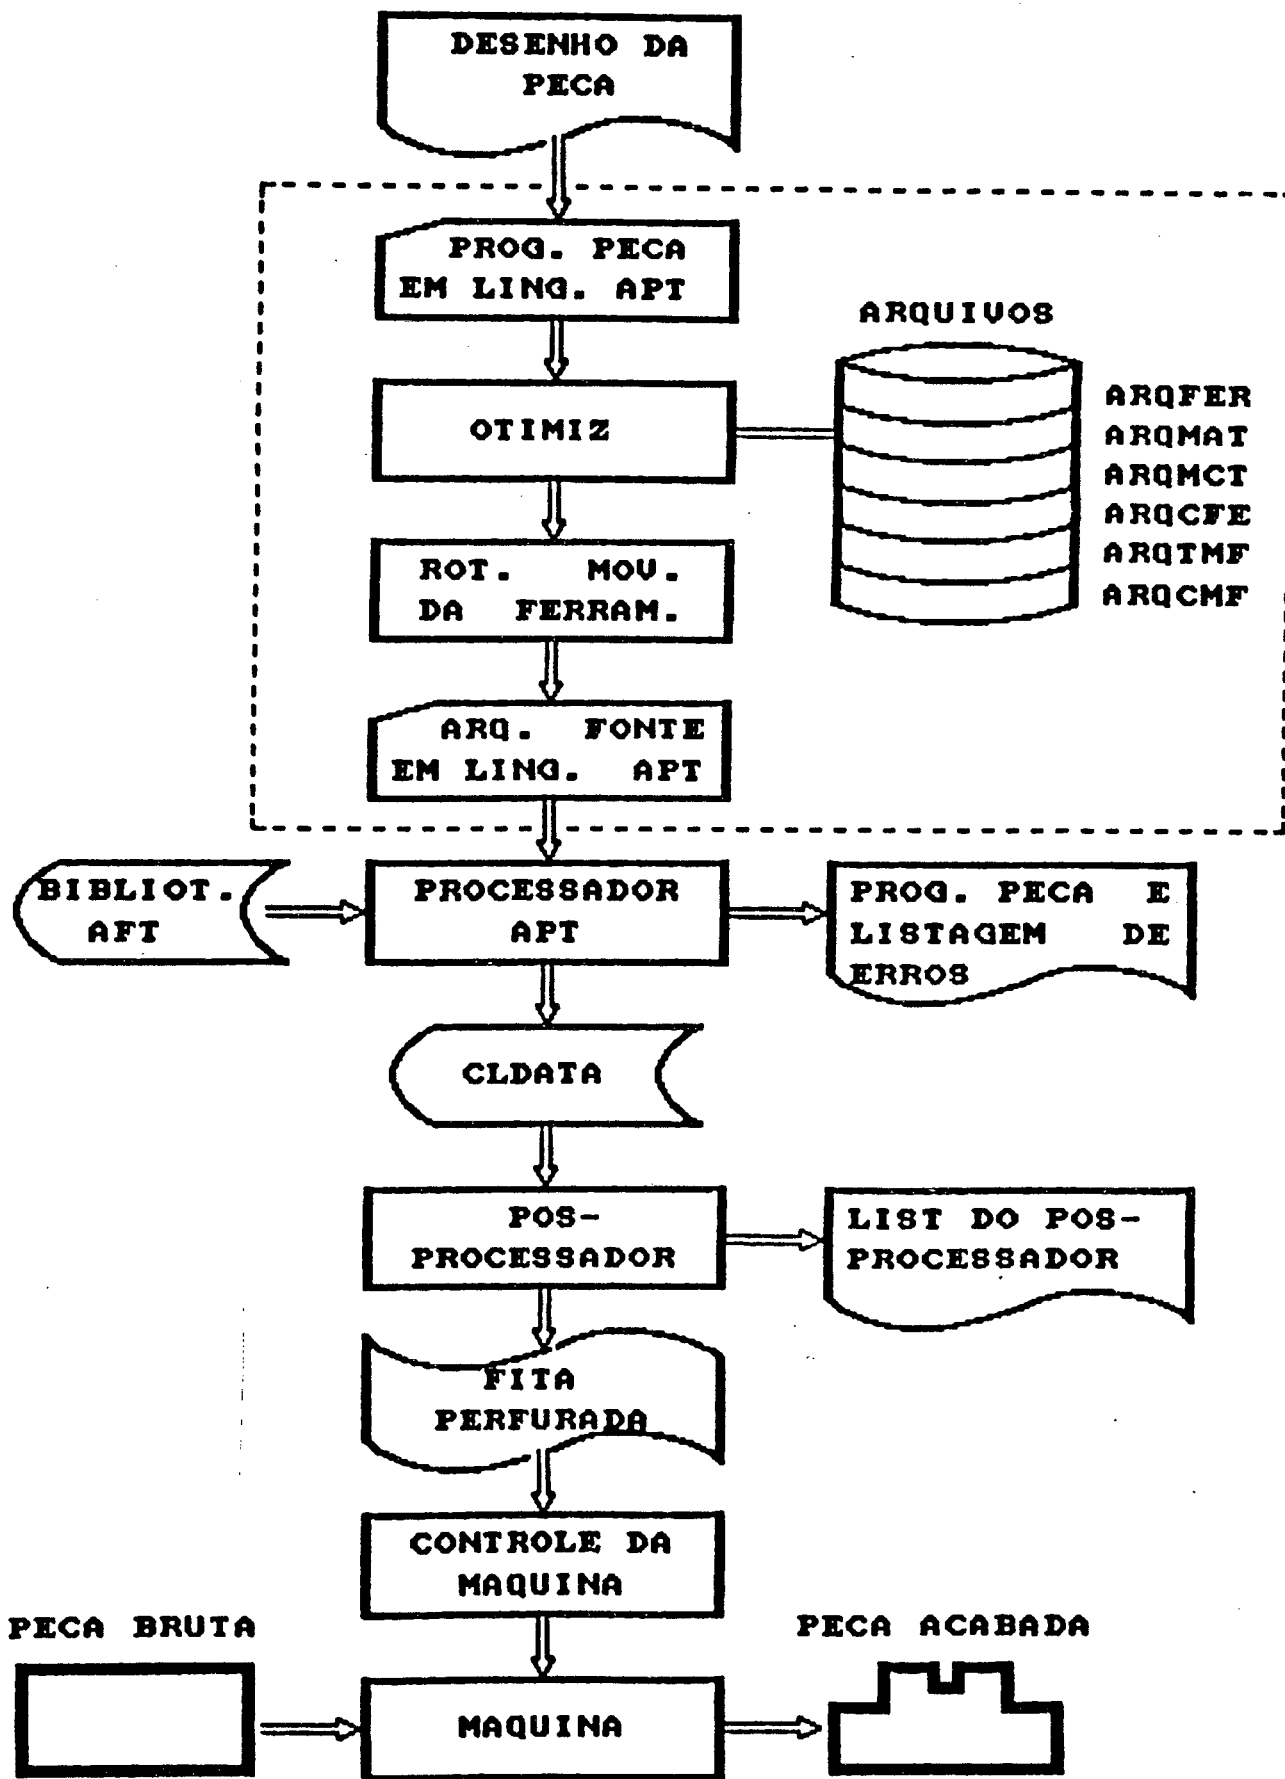 DESENHO DA
PECA
PROG. PECA
EM LING. APT
ARQUIVOS
OTIMIZ
ARQFER
ARQMAT
ARQMCT
ARQCFE
ARQTMF
ARQCMF
ROT. MOV.
DA FERRAM.
ARQ. FONTE
EM LING. APT
BIBLIOT.
AFT
PROCESSADOR
APT
PROG. PECA E
LISTAGEM DE
ERROS
CLDATA
POS-
PROCESSADOR
LIST DO POS-
PROCESSADOR
FITA
PERFURADA
CONTROLE DA
MAQUINA
PECA BRUTA
PECA ACABADA
MAQUINA